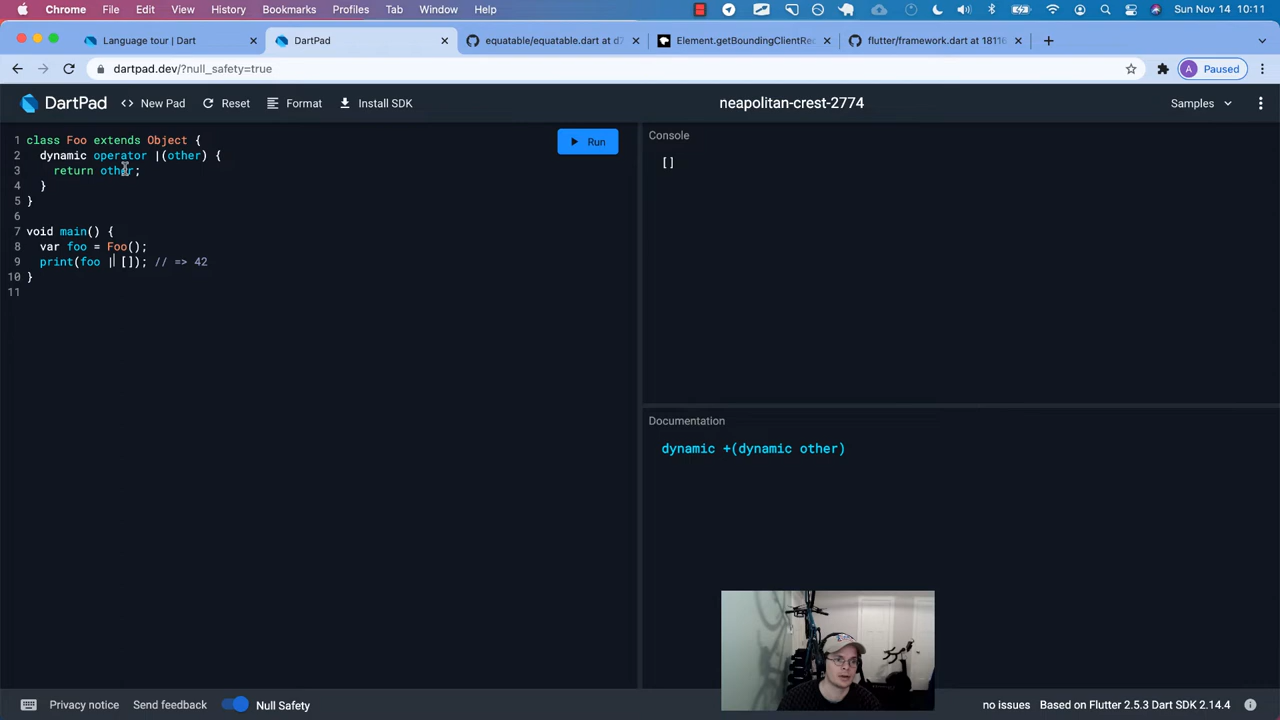 Chrome File Edit View History Bookmarks Profiles Tab Window Help Sun Nov 14 10:11
Language tour | Dart DartPad equatable/equatable.dart at d7 Element.getBoundingClientRec flutter/framework.dart at 18116
dartpad.dev/?null_safety=true A Paused
DartPad <> New Pad Reset Format Install SDK neapolitan-crest-2774 Samples
Run
Console
[]
1 class Foo extends Object {
2 dynamic operator |(other) {
3 return other;
4 }
5 }
6
7 void main() {
8 var foo = Foo();
9 print(foo | []); // => 42
10 }
11
Documentation
dynamic +(dynamic other)
Privacy notice Send feedback Null Safety no issues Based on Flutter 2.5.3 Dart SDK 2.14.4